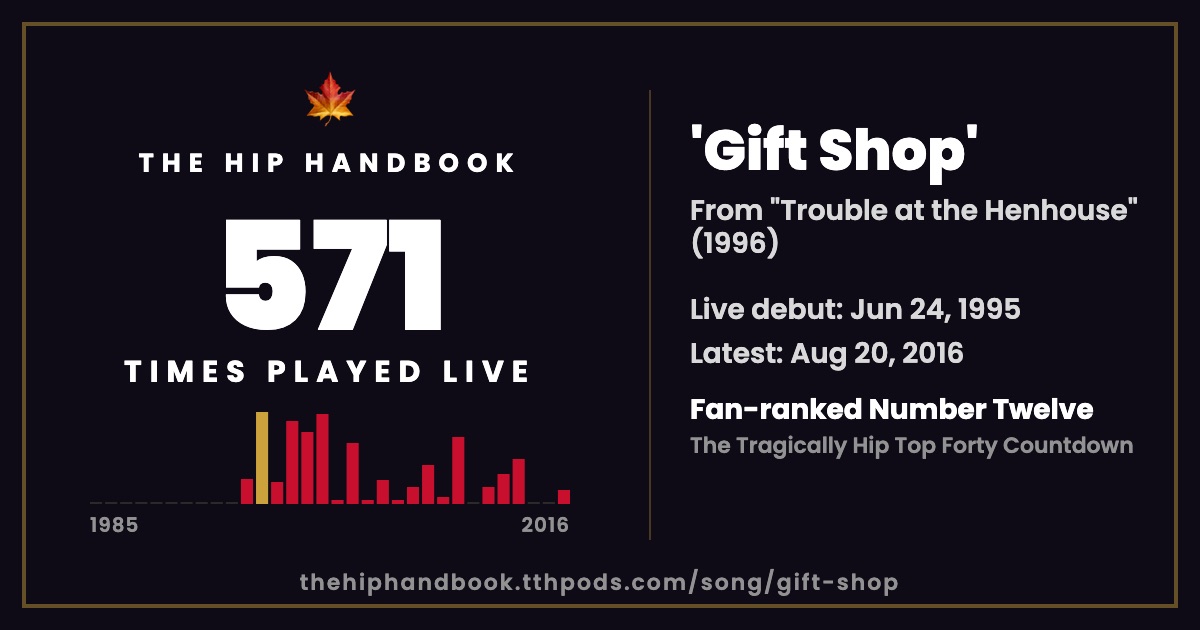 THE HIP HANDBOOK
571
TIMES PLAYED LIVE
1985
2016
'Gift Shop'
From "Trouble at the Henhouse"
(1996)
Live debut: Jun 24, 1995
Latest: Aug 20, 2016
Fan-ranked Number Twelve
The Tragically Hip Top Forty Countdown
thehiphandbook.tthpods.com/song/gift-shop